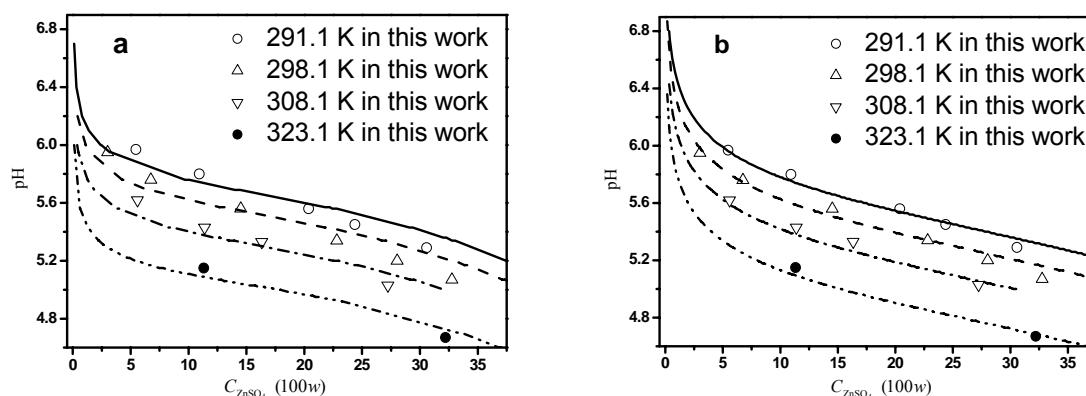 a
291.1 K in this work
298.1 K in this work
308.1 K in this work
323.1 K in this work
6.8
6.4
6.0
5.6
5.2
4.8
pH
0 5 10 15 20 25 30 35
C ZnSO4 (100w)
b
291.1 K in this work
298.1 K in this work
308.1 K in this work
323.1 K in this work
6.8
6.4
6.0
5.6
5.2
4.8
pH
0 5 10 15 20 25 30 35
C ZnSO4 (100w)